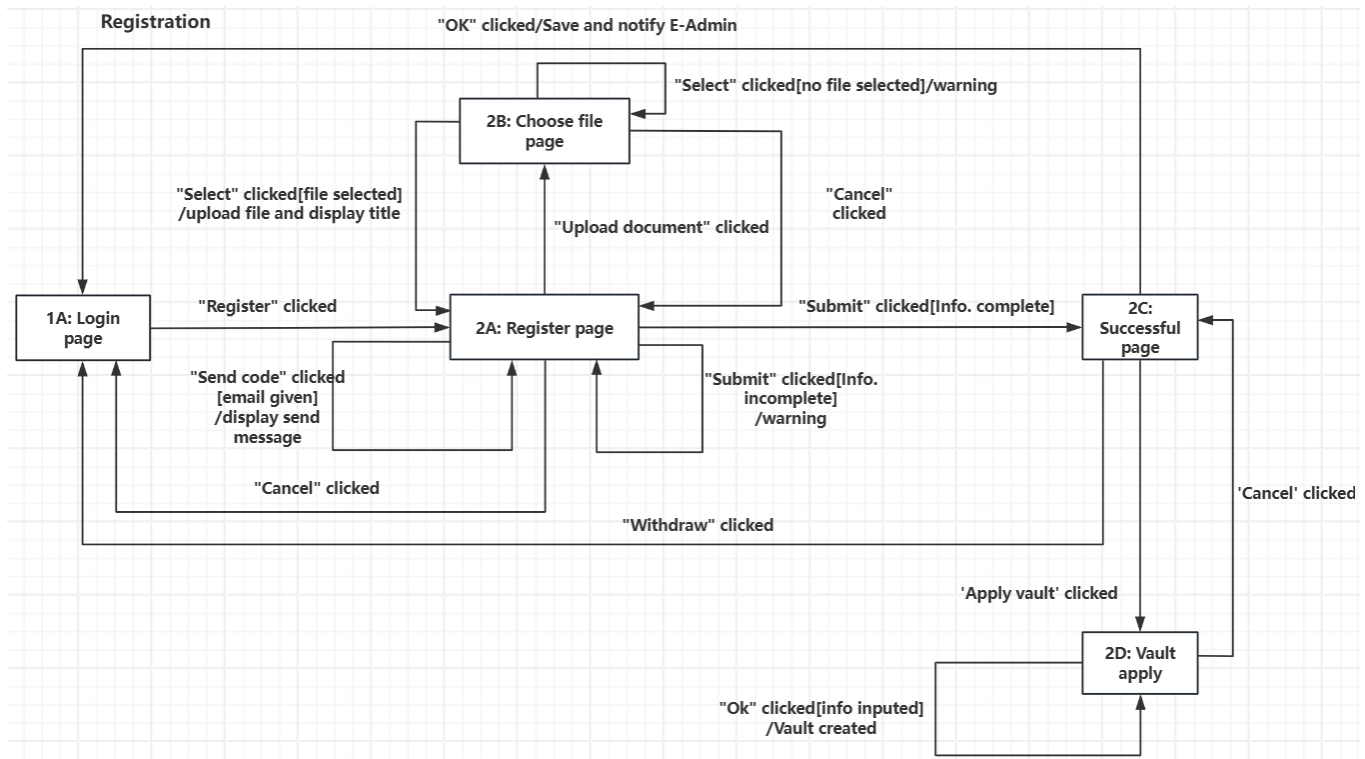 Registration
"OK" clicked/Save and notify E-Admin
"Select" clicked[no file selected]/warning
2B: Choose file
page
"Select" clicked[file selected]
/upload file and display title
"Cancel"
clicked
"Upload document" clicked
1A: Login
page
"Register" clicked
2A: Register page
"Submit" clicked[Info. complete]
2C:
Successful
page
"Send code" clicked
[email given]
/display send
message
"Submit" clicked[Info.
incomplete]
/warning
"Cancel" clicked
'Cancel' clicked
"Withdraw" clicked
'Apply vault' clicked
2D: Vault
apply
"Ok" clicked[info inputed]
/Vault created